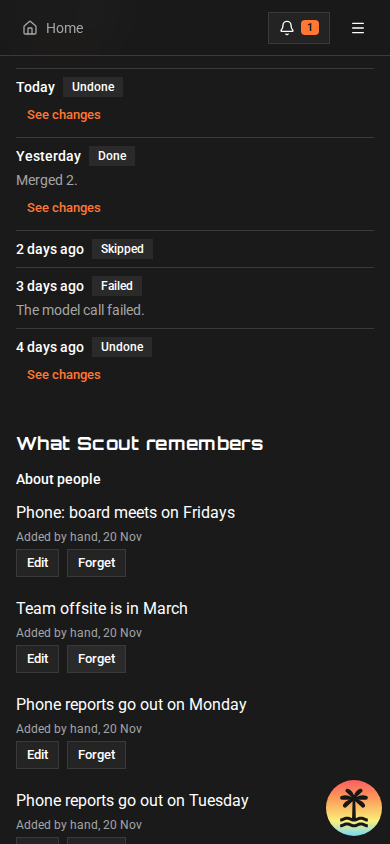 Home
1
Today Undone
See changes
Yesterday Done
Merged 2.
See changes
2 days ago Skipped
3 days ago Failed
The model call failed.
4 days ago Undone
See changes
What Scout remembers
About people
Phone: board meets on Fridays
Added by hand, 20 Nov
Edit Forget
Team offsite is in March
Added by hand, 20 Nov
Edit Forget
Phone reports go out on Monday
Added by hand, 20 Nov
Edit Forget
Phone reports go out on Tuesday
Added by hand, 20 Nov